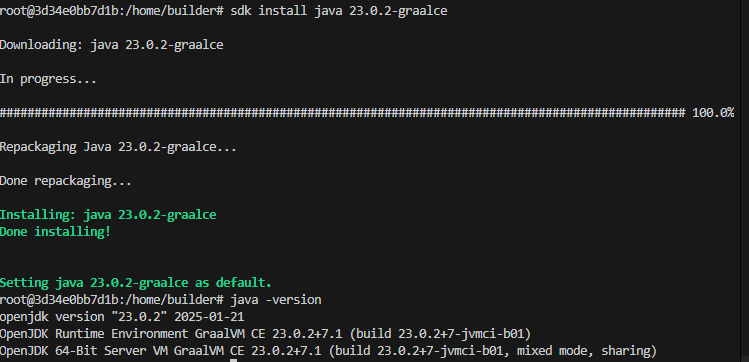 root@3d34e0bb7d1b:/home/builder# sdk install java 23.0.2-graalce
Downloading: java 23.0.2-graalce
In progress...
################################################################################################### 100.0%
Repackaging Java 23.0.2-graalce...
Done repackaging...
Installing: java 23.0.2-graalce
Done installing!
Setting java 23.0.2-graalce as default.
root@3d34e0bb7d1b:/home/builder# java -version
openjdk version "23.0.2" 2025-01-21
OpenJDK Runtime Environment GraalVM CE 23.0.2+7.1 (build 23.0.2+7-jvmci-b01)
OpenJDK 64-Bit Server VM GraalVM CE 23.0.2+7.1 (build 23.0.2+7-jvmci-b01, mixed mode, sharing)